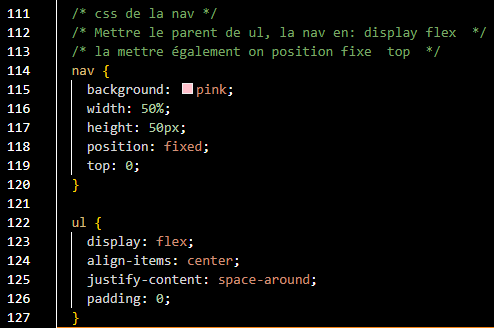 111 /* css de la nav */
112 /* Mettre le parent de ul, la nav en: display flex  */
113 /* la mettre également on position fixe  top  */
114 nav {
115   background: pink;
116   width: 50%;
117   height: 50px;
118   position: fixed;
119   top: 0;
120 }
121
122 ul {
123   display: flex;
124   align-items: center;
125   justify-content: space-around;
126   padding: 0;
127 }